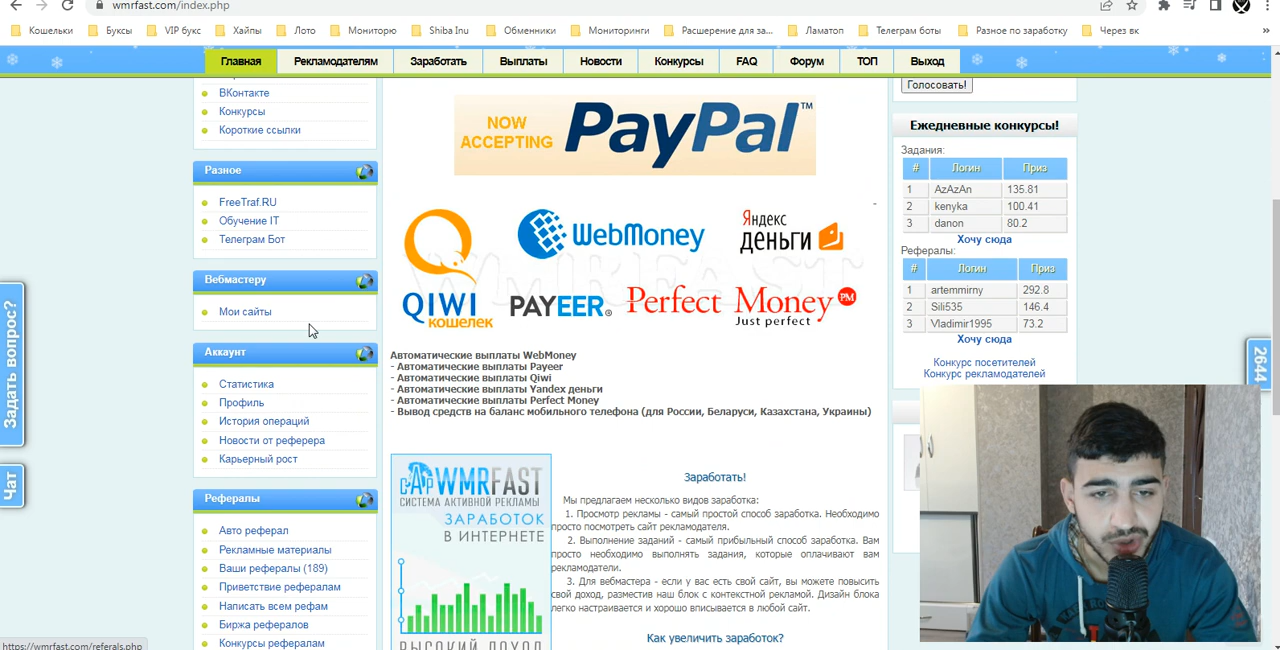 wmrfast.com/index.php
Кошельки
Буксы
VIP букс
Хайпы
Лото
Мониторю
Shiba Inu
Обменники
Мониторинги
Расшерение для за...
Ламатоп
Телеграм боты
Разное по заработку
Через вк
»
Главная
Рекламодателям
Заработать
Выплаты
Новости
Конкурсы
FAQ
Форум
ТОП
Выход
ВКонтакте
Конкурсы
Короткие ссылки
Разное
FreeTraf.RU
Обучение IT
Телеграм Бот
Вебмастеру
Мои сайты
Аккаунт
Статистика
Профиль
История операций
Новости от реферера
Карьерный рост
Рефералы
Авто реферал
Рекламные материалы
Ваши рефералы (189)
Приветствие рефералам
Написать всем рефам
Биржа рефералов
Конкурсы рефералам
https://wmrfast.com/referals.php
Задать вопрос?
Чат
NOW
ACCEPTING
PayPal™
QIWI
кошелек
WebMoney
Яндекс
деньги
WMRFAST
PAYEER®
Perfect Money PM
Just perfect
Автоматические выплаты WebMoney
- Автоматические выплаты Payeer
- Автоматические выплаты Qiwi
- Автоматические выплаты Yandex деньги
- Автоматические выплаты Perfect Money
- Вывод средств на баланс мобильного телефона (для России, Беларуси, Казахстана, Украины)
WMRFAST
СИСТЕМА АКТИВНОЙ РЕКЛАМЫ
ЗАРАБОТОК
В ИНТЕРНЕТЕ
ВЫСОКИЙ ДОХОД
Заработать!
Мы предлагаем несколько видов заработка:
1. Просмотр рекламы - самый простой способ заработка. Необходимо
просто посмотреть сайт рекламодателя.
2. Выполнение заданий - самый прибыльный способ заработка. Вам
просто необходимо выполнять задания, которые оплачивают вам
рекламодатели.
3. Для вебмастера - если у вас есть свой сайт, вы можете повысить
свой доход, разместив наш блок с контекстной рекламой. Дизайн блока
легко настраивается и хорошо вписывается в любой сайт.
Как увеличить заработок?
Голосовать!
Ежедневные конкурсы!
Задания:
# Логин Приз
1 AzAzAn 135.81
2 kenyka 100.41
3 danon 80.2
Хочу сюда
Рефералы:
# Логин Приз
1 artemmirny 292.8
2 Sili535 146.4
3 Vladimir1995 73.2
Хочу сюда
Конкурс посетителей
Конкурс рекламодателей
2644